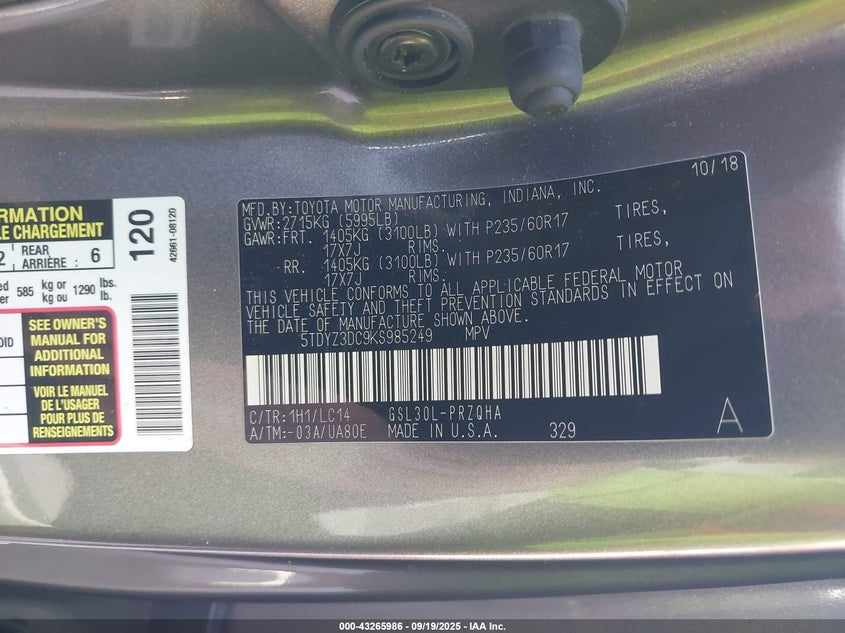 RMATION
LE CHARGEMENT
2 REAR
ARRIÈRE : 6
ed 585 kg or 1290 lbs.
er kg ou lb.
OID
SEE OWNER'S
MANUAL FOR
ADDITIONAL
INFORMATION
VOIR LE MANUEL
DE L'USAGER
POUR PLUS DE
RENSEIGNEMENTS
120
42661-08120
10/18
MFD.BY:TOYOTA MOTOR MANUFACTURING, INDIANA, INC.
GVWR:2715KG (5995LB)
GAWR:FRT. 1405KG (3100LB) WITH P235/60R17 TIRES,
17X7J RIMS.
RR. 1405KG (3100LB) WITH P235/60R17 TIRES,
17X7J RIMS.
THIS VEHICLE CONFORMS TO ALL APPLICABLE FEDERAL MOTOR
VEHICLE SAFETY AND THEFT PREVENTION STANDARDS IN EFFECT ON
THE DATE OF MANUFACTURE SHOWN ABOVE.
5TDYZ3DC9KS985249 MPV
C/TR:1H1/LC14 GSL30L-PRZQHA
A/TM:-03A/UA80E MADE IN U.S.A. 329
A
000-43265986 - 09/19/2025 - IAA Inc.